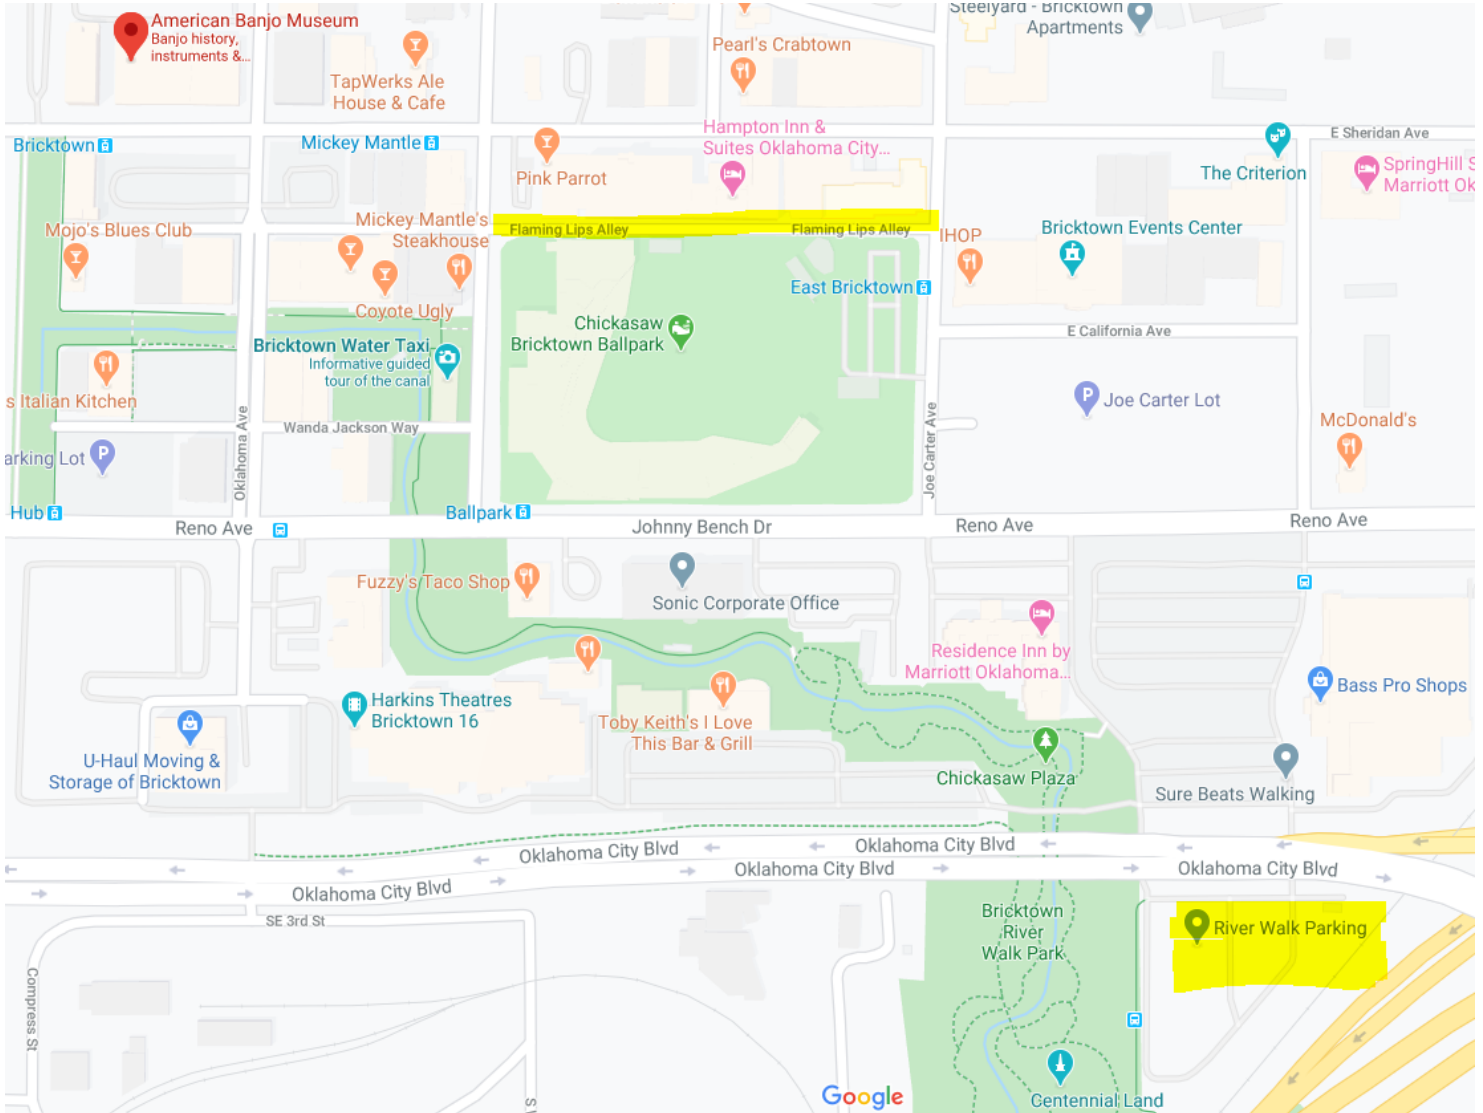 American Banjo Museum
Banjo history,
instruments &...
TapWerks Ale
House & Cafe
Pearl's Crabtown
Steelyard - Bricktown
Apartments
Bricktown
Mickey Mantle
Hampton Inn &
Suites Oklahoma City...
E Sheridan Ave
The Criterion
SpringHill S
Marriott Ok
Pink Parrot
Mojo's Blues Club
Mickey Mantle's
Steakhouse
Flaming Lips Alley
Flaming Lips Alley
IHOP
Bricktown Events Center
Coyote Ugly
East Bricktown
Chickasaw
Bricktown Ballpark
E California Ave
Bricktown Water Taxi
Informative guided
tour of the canal
s Italian Kitchen
P
Joe Carter Lot
Oklahoma Ave
Wanda Jackson Way
Joe Carter Ave
McDonald's
arking Lot
P
Hub
Ballpark
Reno Ave
Johnny Bench Dr
Reno Ave
Reno Ave
Fuzzy's Taco Shop
Sonic Corporate Office
Residence Inn by
Marriott Oklahoma...
Bass Pro Shops
Harkins Theatres
Bricktown 16
Toby Keith's I Love
This Bar & Grill
U-Haul Moving &
Storage of Bricktown
Chickasaw Plaza
Sure Beats Walking
Oklahoma City Blvd
Oklahoma City Blvd
Oklahoma City Blvd
Oklahoma City Blvd
Oklahoma City Blvd
SE 3rd St
Bricktown
River
Walk Park
River Walk Parking
Compress St
Google
Centennial Land